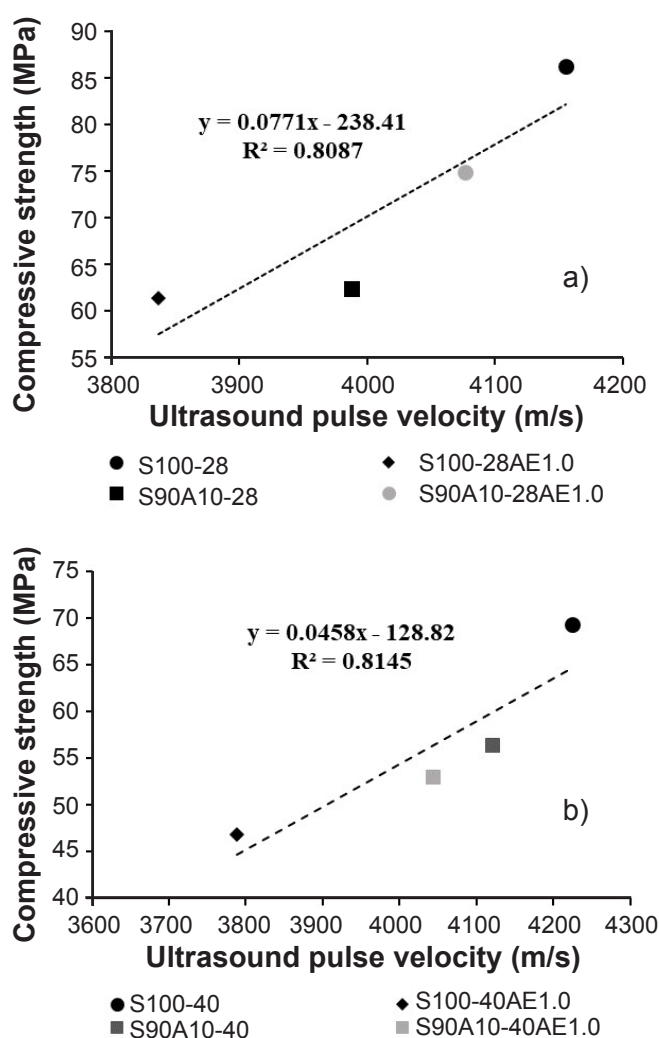 Compressive strength (MPa)
90
85
80
75
70
65
60
55
y = 0.0771x - 238.41
R² = 0.8087
a)
3800 3900 4000 4100 4200
Ultrasound pulse velocity (m/s)
S100-28 S100-28AE1.0
S90A10-28 S90A10-28AE1.0
Compressive strength (MPa)
75
70
65
60
55
50
45
40
y = 0.0458x - 128.82
R² = 0.8145
b)
3600 3700 3800 3900 4000 4100 4200 4300
Ultrasound pulse velocity (m/s)
S100-40 S100-40AE1.0
S90A10-40 S90A10-40AE1.0